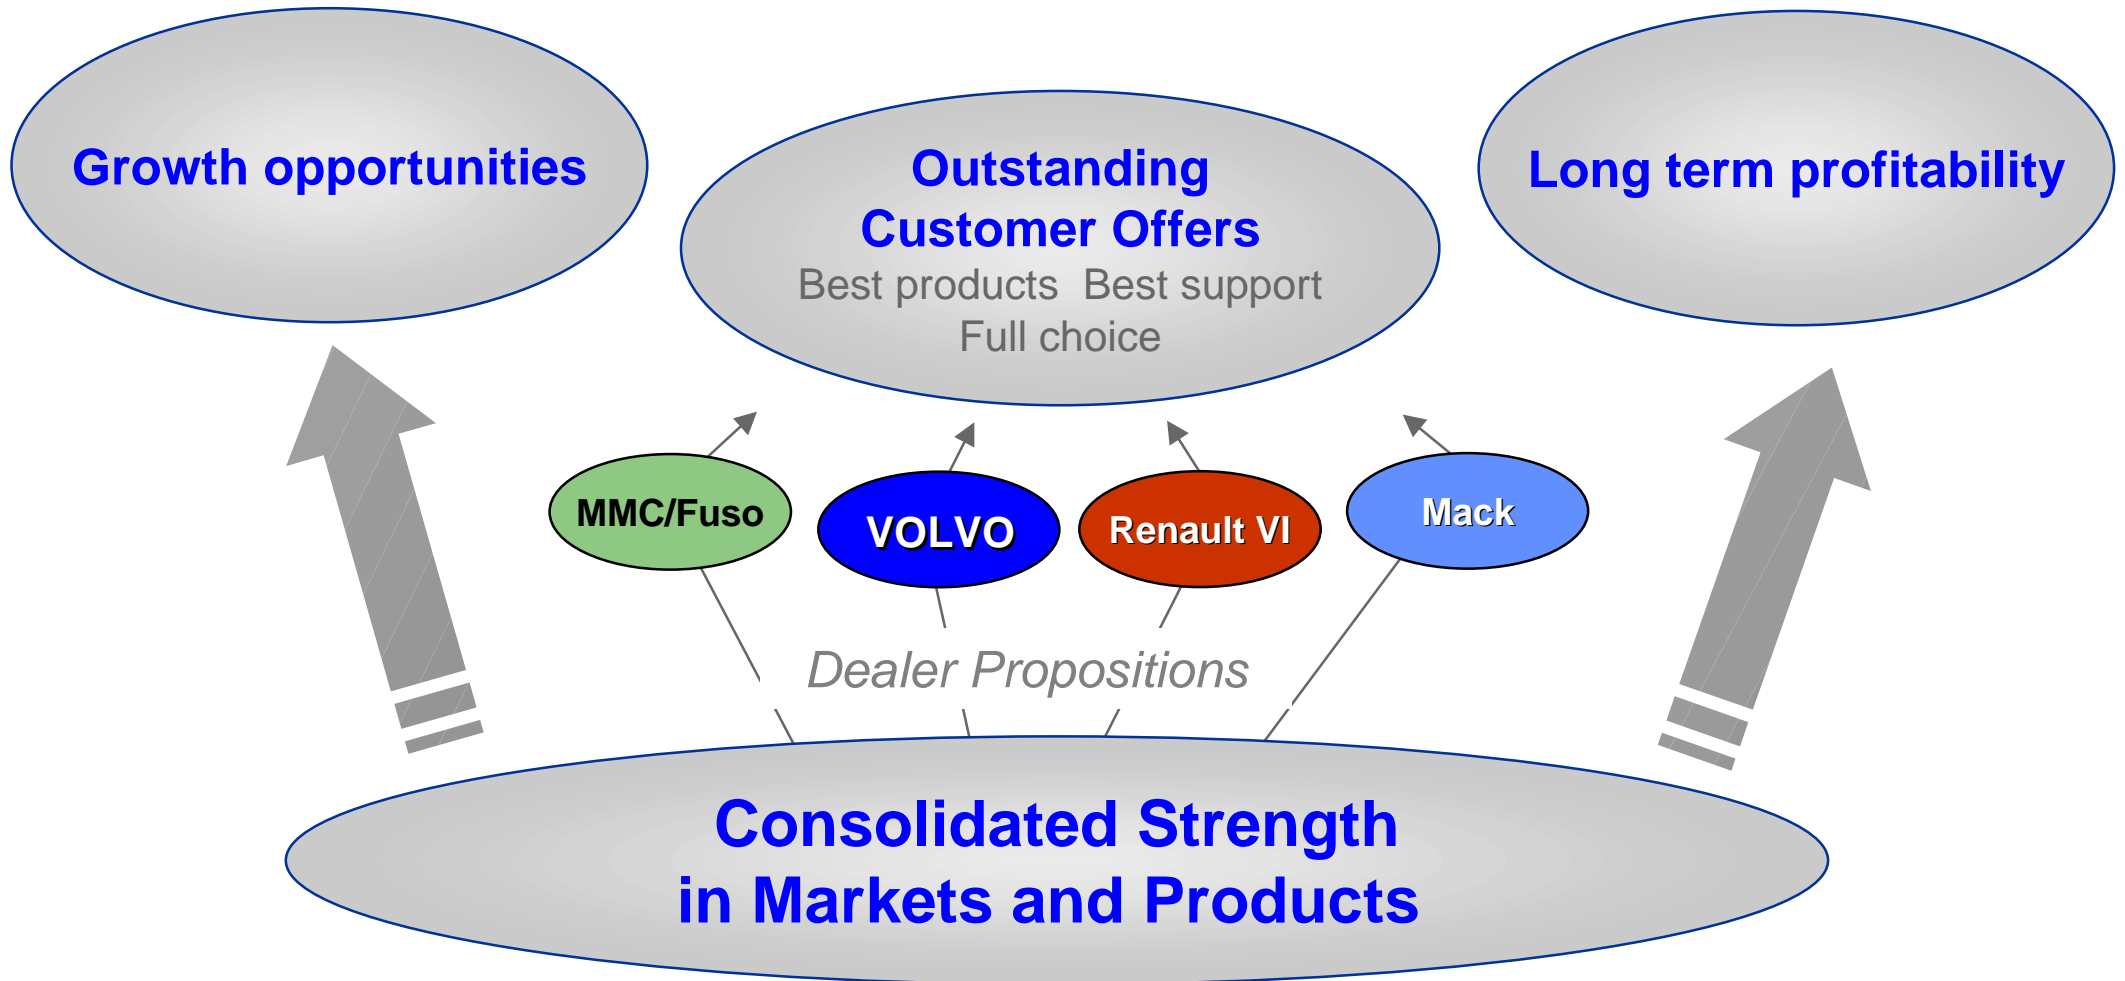 Growth opportunities
Outstanding
Customer Offers
Best products  Best support
Full choice
Long term profitability
MMC/Fuso
VOLVO
Renault VI
Mack
Dealer Propositions
Consolidated Strength
in Markets and Products